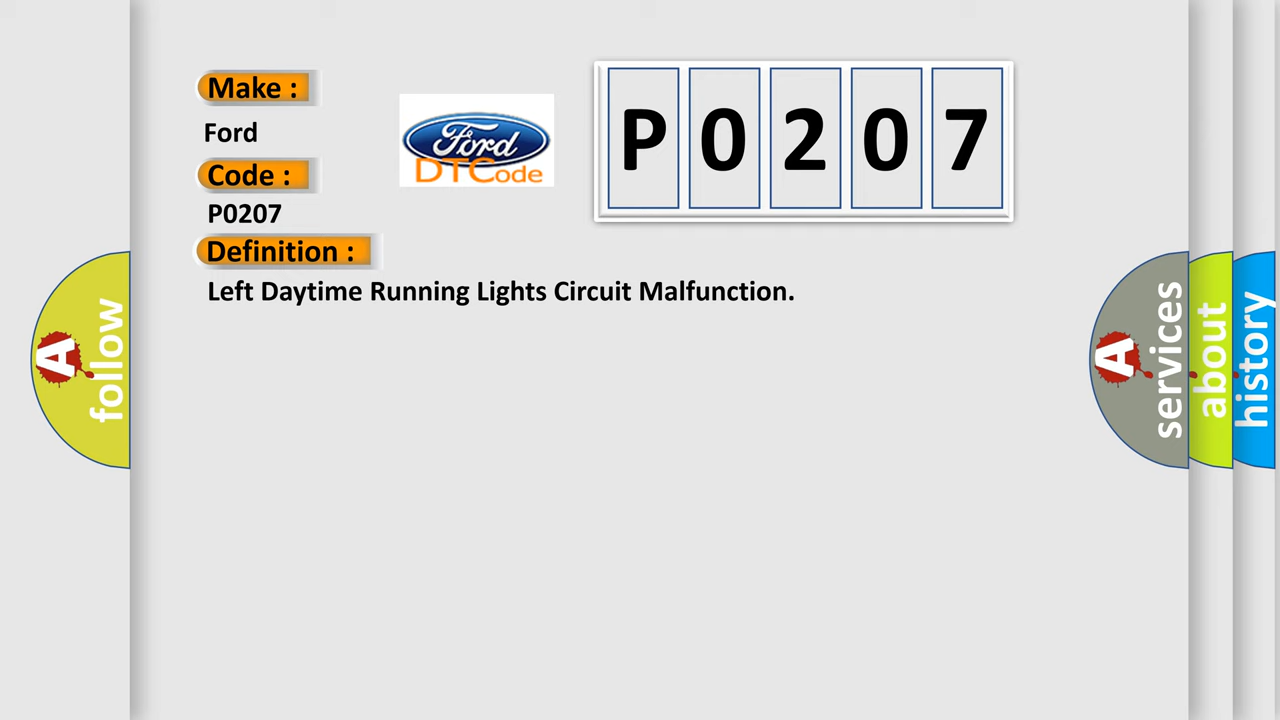 Make :
Ford
Code :
P0207
Definition :
Left Daytime Running Lights Circuit Malfunction.
Ford
DTCode
P0207
A
follow
A
services
about
history